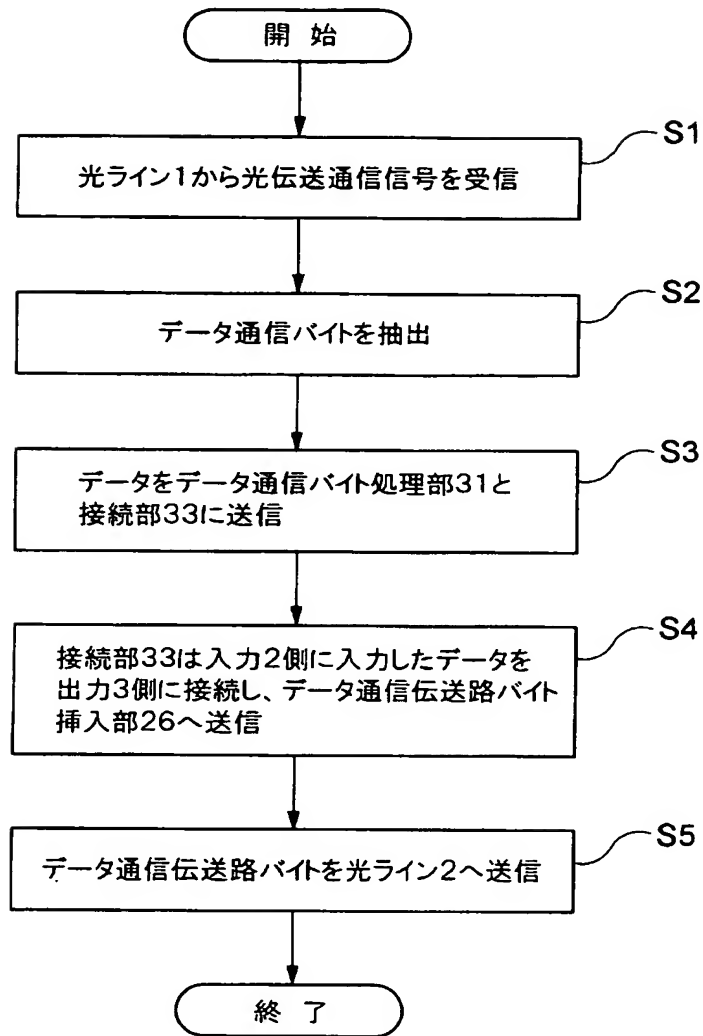 開 始
S1
光ライン1から光伝送通信信号を受信
S2
データ通信バイトを抽出
S3
データをデータ通信バイト処理部31と
接続部33に送信
S4
接続部33は入力2側に入力したデータを
出力3側に接続し、データ通信伝送路バイト
挿入部26へ送信
S5
データ通信伝送路バイトを光ライン2へ送信
終 了